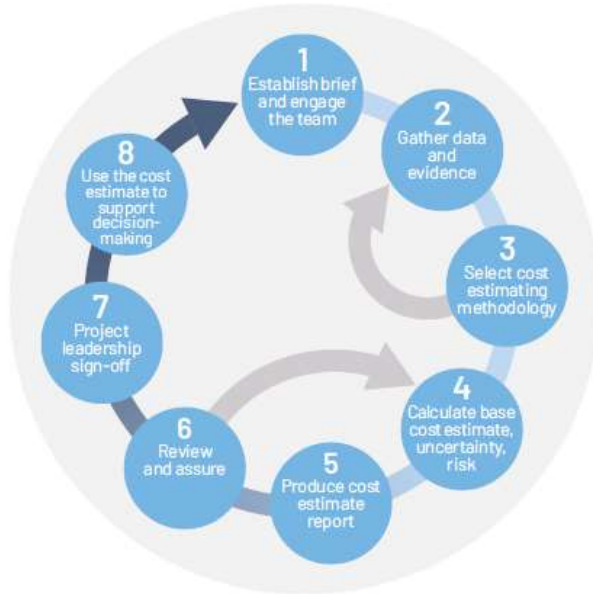 1
Establish brief
and engage
the team
2
Gather data
and
evidence
3
Select cost
estimating
methodology
4
Calculate base
cost estimate,
uncertainty,
risk
5
Produce cost
estimate
report
6
Review
and assure
7
Project
leadership
sign-off
8
Use the cost
estimate to
support
decision-
making